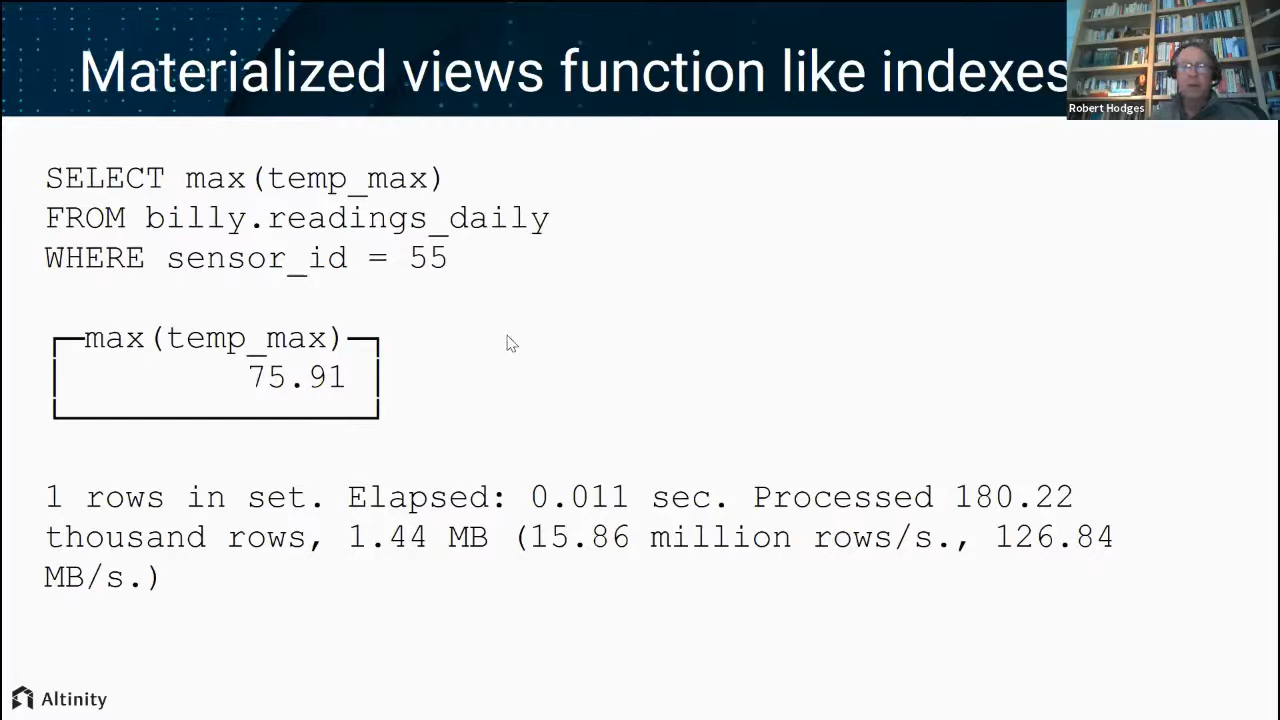 Materialized views function like indexes
Robert Hodges
SELECT max(temp_max)
FROM billy.readings_daily
WHERE sensor_id = 55
max(temp_max)
75.91
1 rows in set. Elapsed: 0.011 sec. Processed 180.22
thousand rows, 1.44 MB (15.86 million rows/s., 126.84
MB/s.)
Altinity